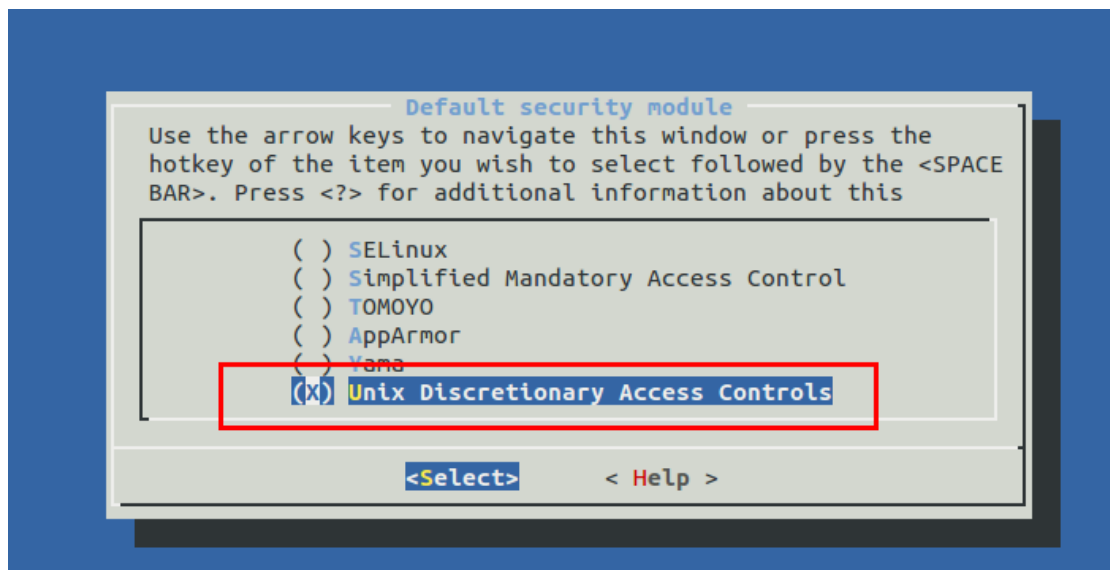 Default security module
Use the arrow keys to navigate this window or press the
hotkey of the item you wish to select followed by the <SPACE
BAR>. Press <?> for additional information about this
( ) SELinux
( ) Simplified Mandatory Access Control
( ) TOMOYO
( ) AppArmor
( ) Yama
(X) Unix Discretionary Access Controls
<Select> < Help >